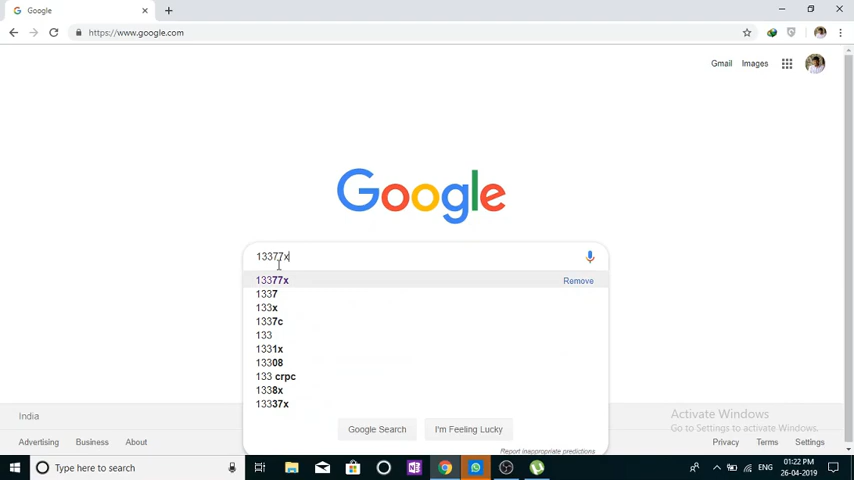 Google
https://www.google.com
Gmail Images
Google
13377x
13377x Remove
1337
133x
1337c
133
1331x
13308
133 crpc
1338x
13337x
Google Search I'm Feeling Lucky
Report inappropriate predictions
India
Activate Windows
Go to Settings to activate Windows.
Advertising Business About Privacy Terms Settings
Type here to search ENG 01:22 PM
26-04-2019